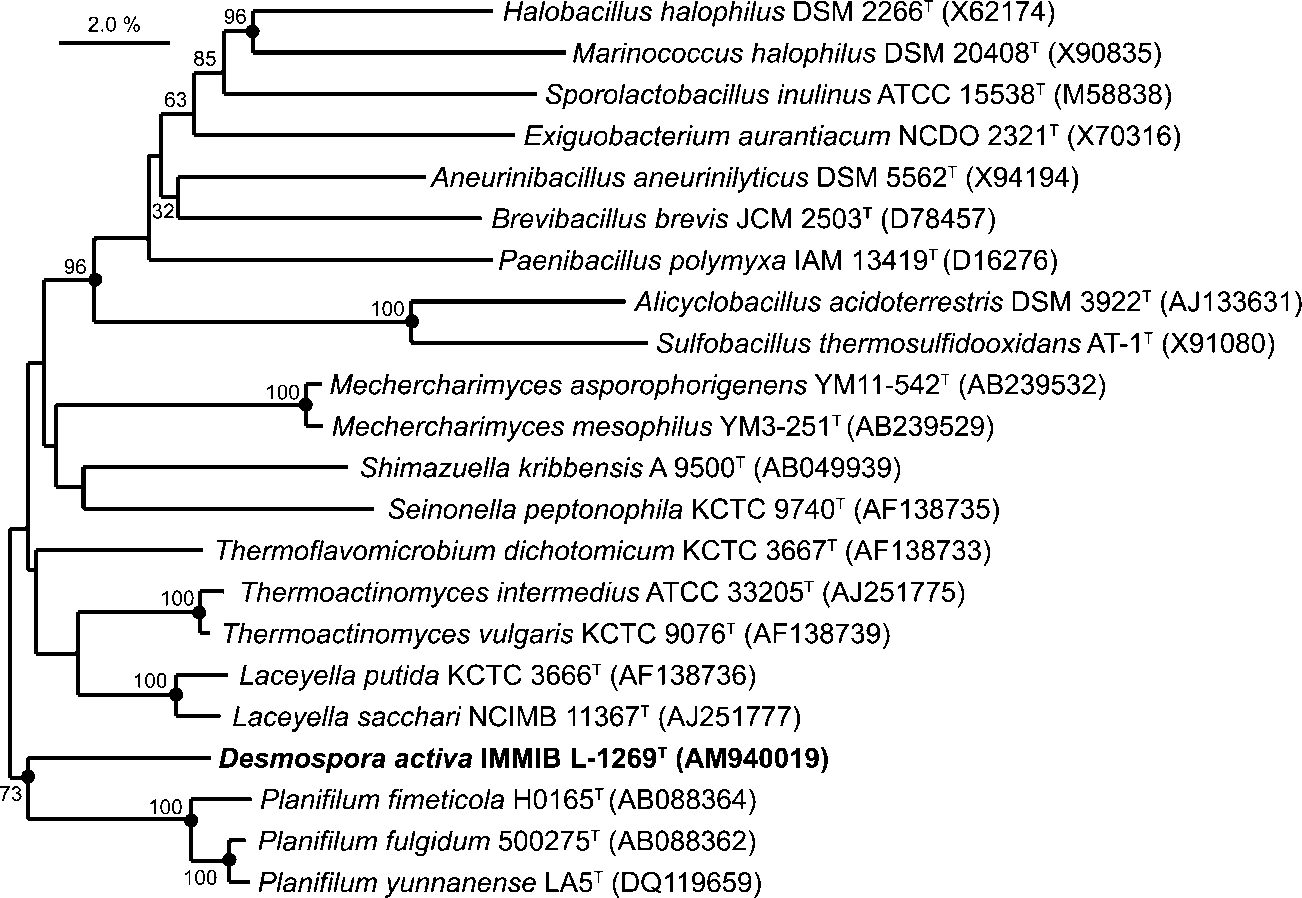 Halobacillus halophilus DSM 2266ᵀ (X62174)
96
2.0 %
Marinococcus halophilus DSM 20408ᵀ (X90835)
85
Sporolactobacillus inulinus ATCC 15538ᵀ (M58838)
63
Exiguobacterium aurantiacum NCDO 2321ᵀ (X70316)
Aneurinibacillus aneurinilyticus DSM 5562ᵀ (X94194)
32
Brevibacillus brevis JCM 2503ᵀ (D78457)
Paenibacillus polymyxa IAM 13419ᵀ (D16276)
96
Alicyclobacillus acidoterrestris DSM 3922ᵀ (AJ133631)
100
Sulfobacillus thermosulfidooxidans AT-1ᵀ (X91080)
Mechercharimyces asporophorigenens YM11-542ᵀ (AB239532)
100
Mechercharimyces mesophilus YM3-251ᵀ (AB239529)
Shimazuella kribbensis A 9500ᵀ (AB049939)
Seinonella peptonophila KCTC 9740ᵀ (AF138735)
Thermoflavomicrobium dichotomicum KCTC 3667ᵀ (AF138733)
Thermoactinomyces intermedius ATCC 33205ᵀ (AJ251775)
100
Thermoactinomyces vulgaris KCTC 9076ᵀ (AF138739)
Laceyella putida KCTC 3666ᵀ (AF138736)
100
Laceyella sacchari NCIMB 11367ᵀ (AJ251777)
Desmospora activa IMMIB L-1269ᵀ (AM940019)
73
Planifilum fimeticola H0165ᵀ (AB088364)
100
Planifilum fulgidum 500275ᵀ (AB088362)
100
Planifilum yunnanense LA5ᵀ (DQ119659)